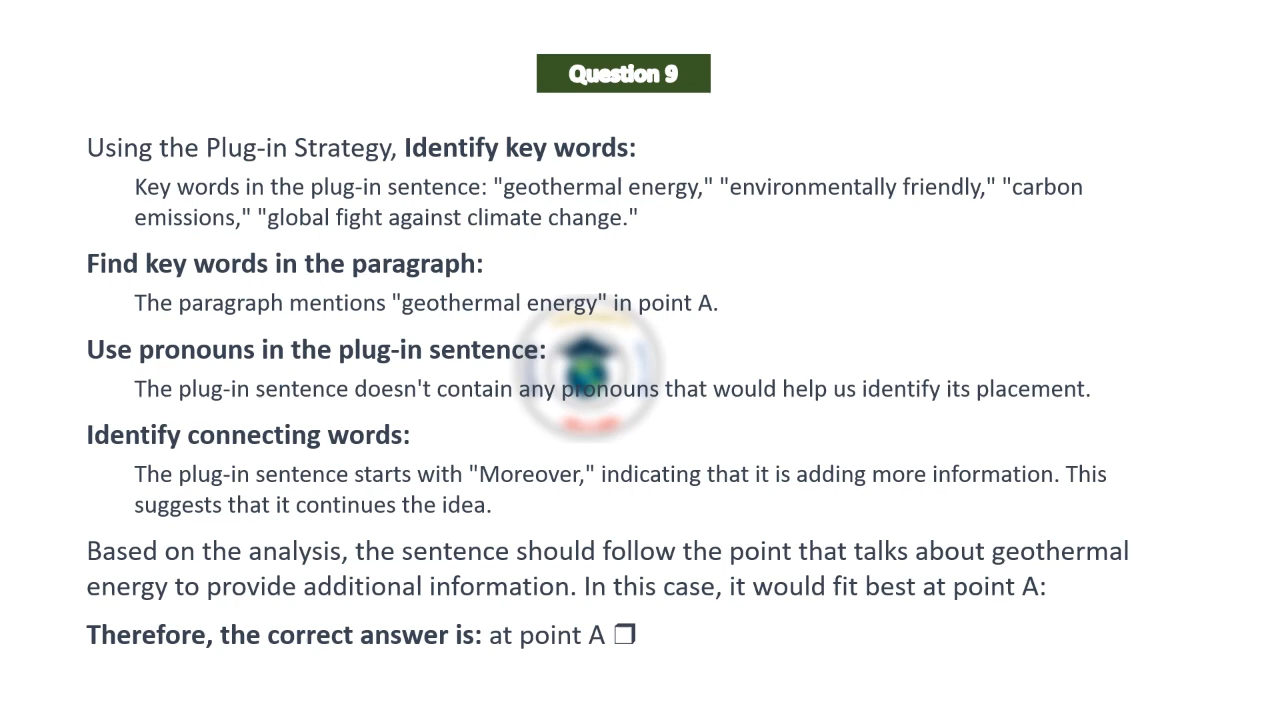 Question 9
Using the Plug-in Strategy, Identify key words:
Key words in the plug-in sentence: "geothermal energy," "environmentally friendly," "carbon
emissions," "global fight against climate change."
Find key words in the paragraph:
The paragraph mentions "geothermal energy" in point A.
Use pronouns in the plug-in sentence:
The plug-in sentence doesn't contain any pronouns that would help us identify its placement.
Identify connecting words:
The plug-in sentence starts with "Moreover," indicating that it is adding more information. This
suggests that it continues the idea.
Based on the analysis, the sentence should follow the point that talks about geothermal
energy to provide additional information. In this case, it would fit best at point A:
Therefore, the correct answer is: at point A ❒